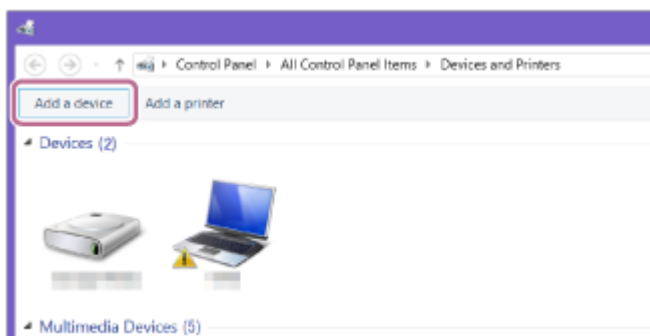 Control Panel All Control Panel Items Devices and Printers
Add a device Add a printer
Devices (2)
Multimedia Devices (5)